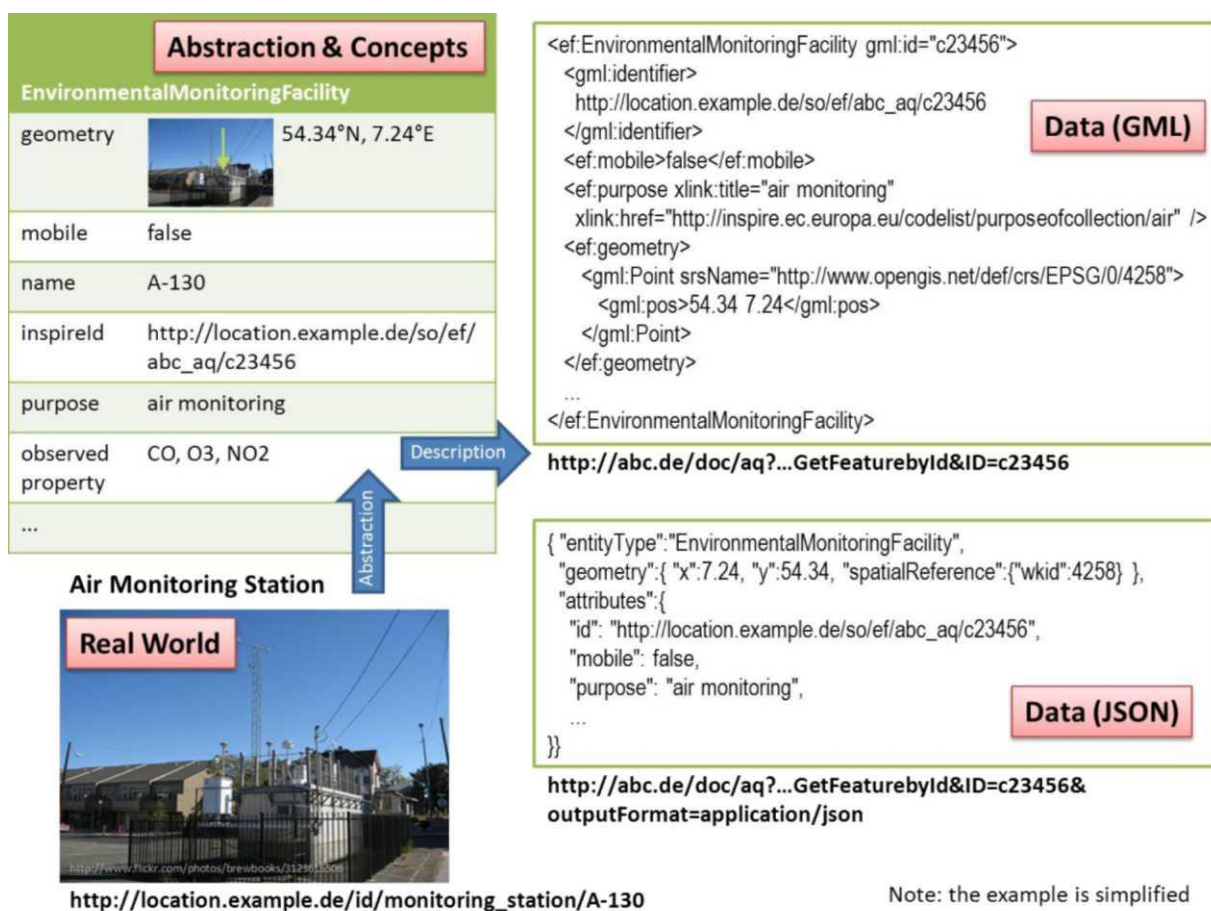 Abstraction & Concepts
EnvironmentalMonitoringFacility
geometry 54.34°N, 7.24°E
mobile false
name A-130
inspireId http://location.example.de/so/ef/
abc_aq/c23456
purpose air monitoring
observed CO, O3, NO2
property
...
Description
Abstraction
Air Monitoring Station
Real World
http://location.example.de/id/monitoring_station/A-130
<ef:EnvironmentalMonitoringFacility gml:id="c23456">
<gml:identifier>
http://location.example.de/so/ef/abc_aq/c23456
</gml:identifier>
<ef:mobile>false</ef:mobile>
<ef:purpose xlink:title="air monitoring"
xlink:href="http://inspire.ec.europa.eu/codelist/purposeofcollection/air" />
<ef:geometry>
<gml:Point srsName="http://www.opengis.net/def/crs/EPSG/0/4258">
<gml:pos>54.34 7.24</gml:pos>
</gml:Point>
</ef:geometry>
...
</ef:EnvironmentalMonitoringFacility>
Data (GML)
http://abc.de/doc/aq?...GetFeaturebyId&ID=c23456
{ "entityType":"EnvironmentalMonitoringFacility",
"geometry":{ "x":7.24, "y":54.34, "spatialReference":{"wkid":4258} },
"attributes":{
"id": "http://location.example.de/so/ef/abc_aq/c23456",
"mobile": false,
"purpose": "air monitoring",
...
}}
Data (JSON)
http://abc.de/doc/aq?...GetFeaturebyId&ID=c23456&
outputFormat=application/json
Note: the example is simplified